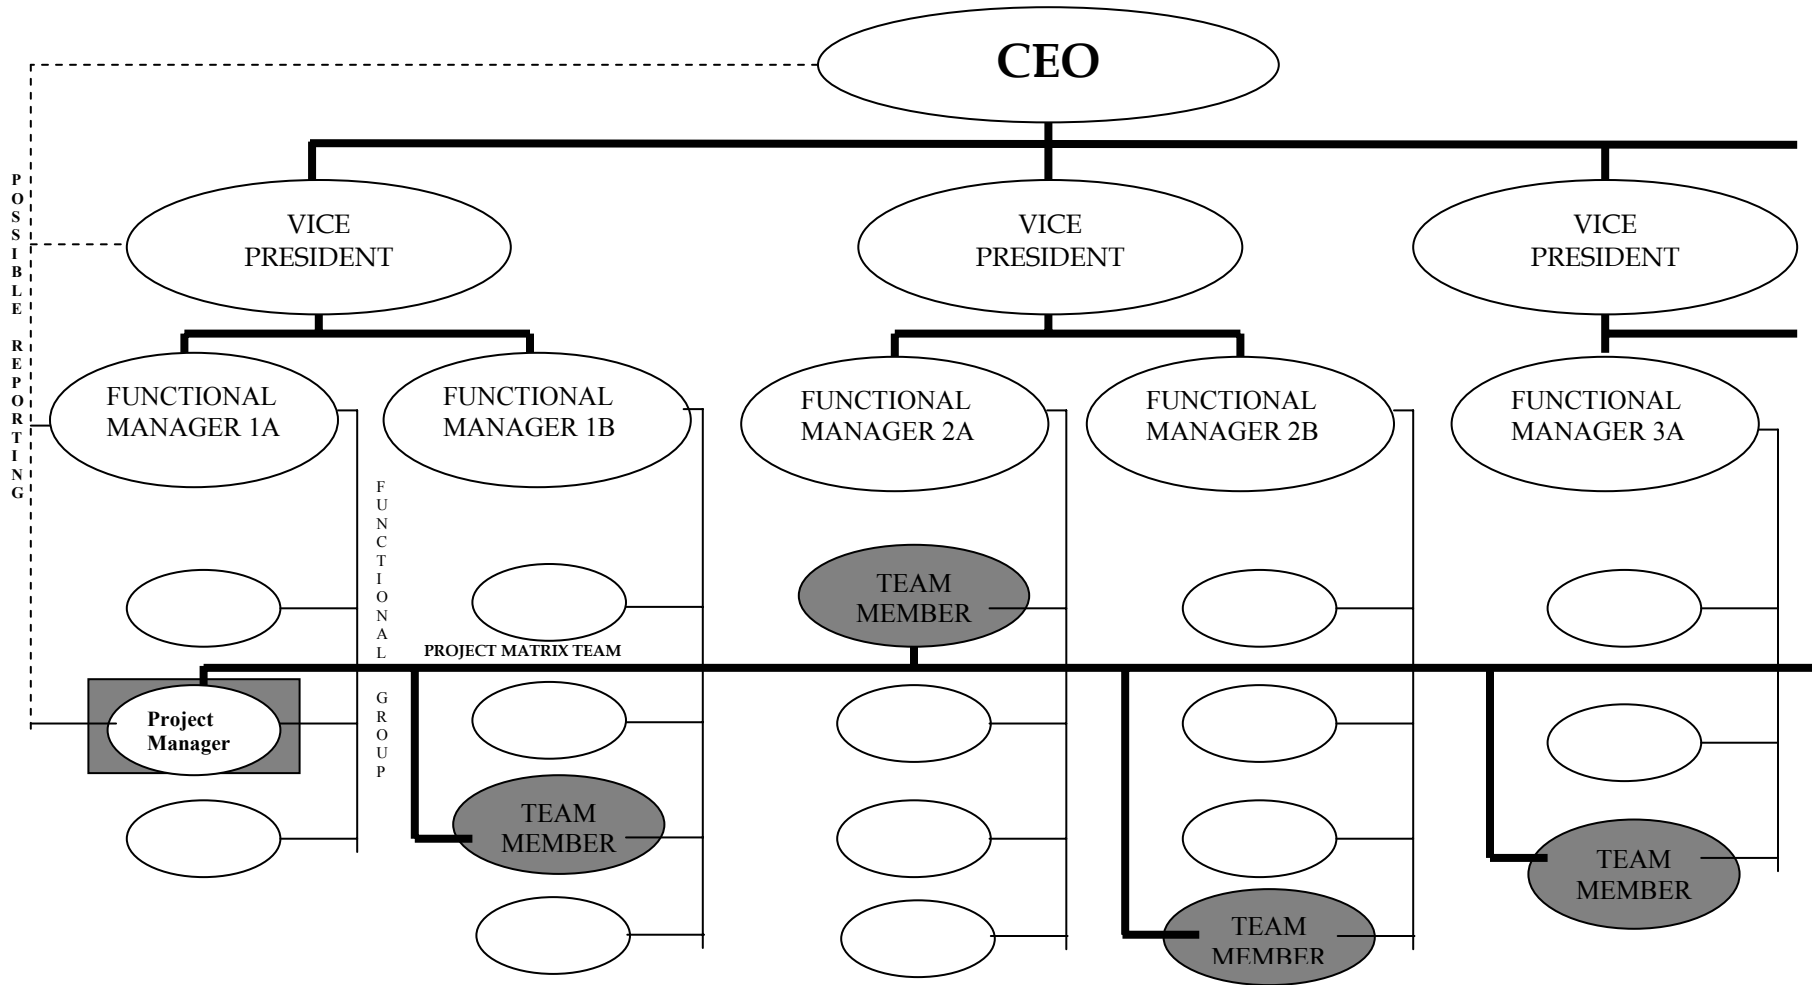 CEO
POSSIBLE REPORTING
VICE
PRESIDENT
VICE
PRESIDENT
VICE
PRESIDENT
FUNCTIONAL
MANAGER 1A
FUNCTIONAL
MANAGER 1B
FUNCTIONAL
MANAGER 2A
FUNCTIONAL
MANAGER 2B
FUNCTIONAL
MANAGER 3A
FUNCTIONAL GROUP
TEAM
MEMBER
PROJECT MATRIX TEAM
Project
Manager
TEAM
MEMBER
TEAM
MEMBER
TEAM
MEMBER